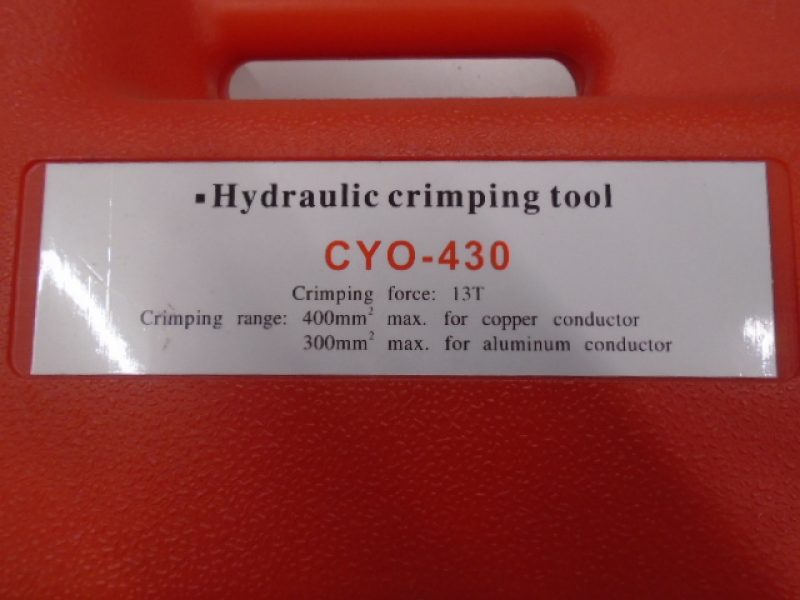 ▪Hydraulic crimping tool
CYO-430
Crimping force: 13T
Crimping range: 400mm² max. for copper conductor
300mm² max. for aluminum conductor